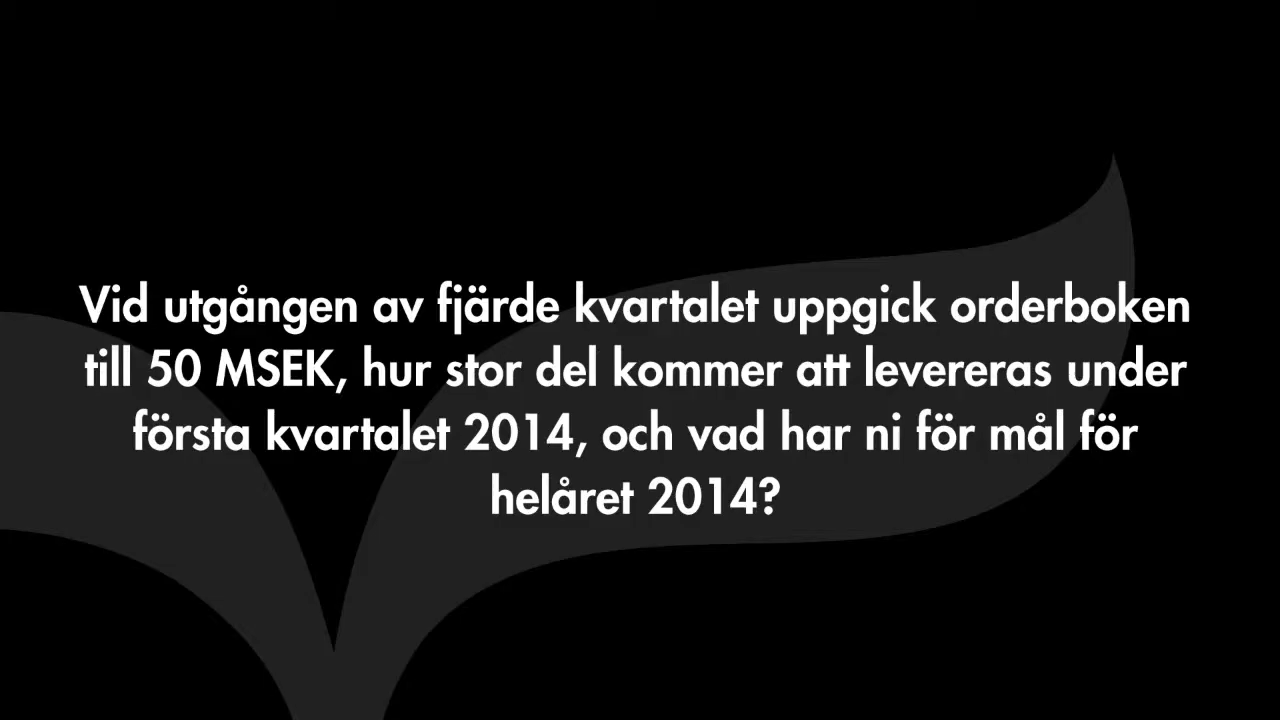 Vid utgången av fjärde kvartalet uppgick orderboken
till 50 MSEK, hur stor del kommer att levereras under
första kvartalet 2014, och vad har ni för mål för
helåret 2014?